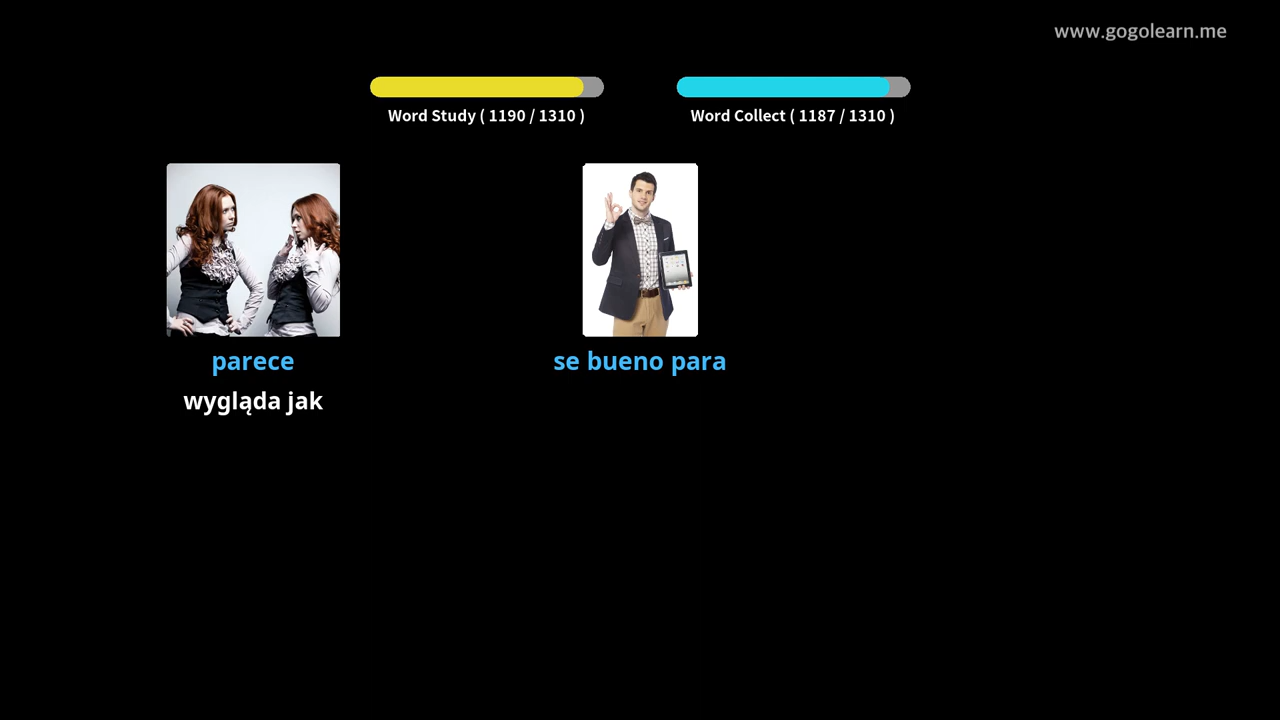 www.gogolearn.me
Word Study ( 1190 / 1310 )
Word Collect ( 1187 / 1310 )
parece
wygląda jak
se bueno para